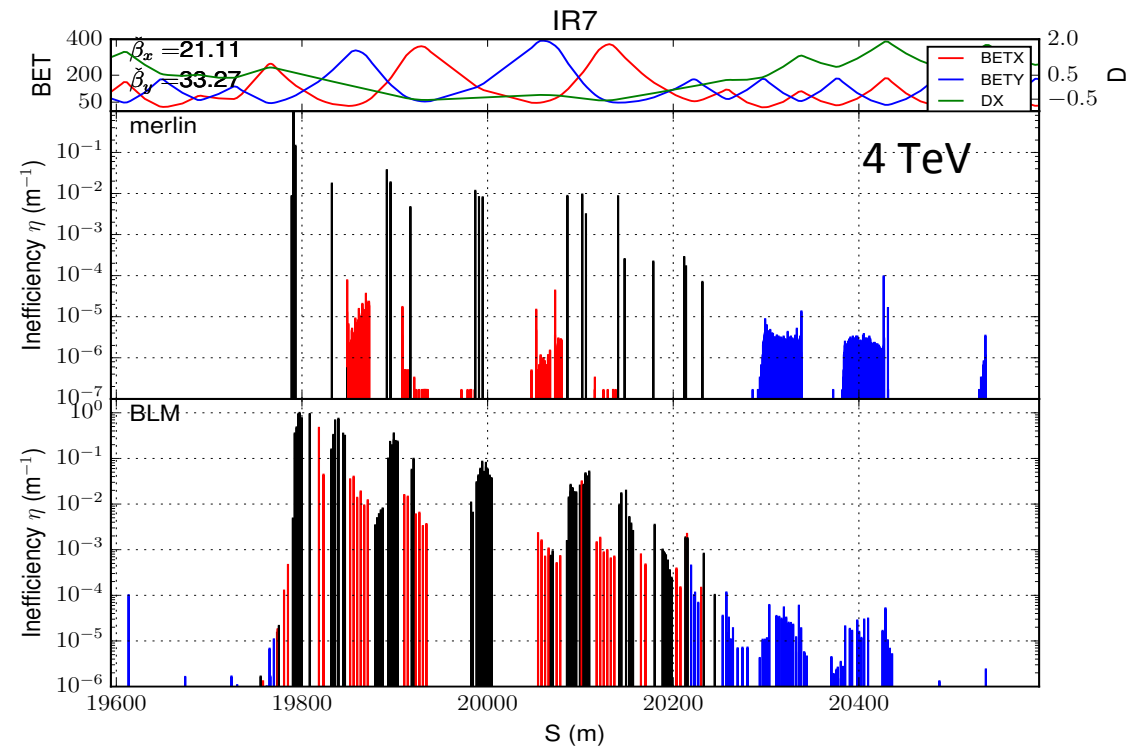 IR7
BET
400
200
50
β̌x =21.11
β̌y =33.27
BETX
BETY
DX
2.0
0.5
−0.5
D
merlin
4 TeV
Inefficiency η (m⁻¹)
10⁻¹
10⁻²
10⁻³
10⁻⁴
10⁻⁵
10⁻⁶
10⁻⁷
BLM
Inefficiency η (m⁻¹)
10⁰
10⁻¹
10⁻²
10⁻³
10⁻⁴
10⁻⁵
10⁻⁶
19600 19800 20000 20200 20400
S (m)